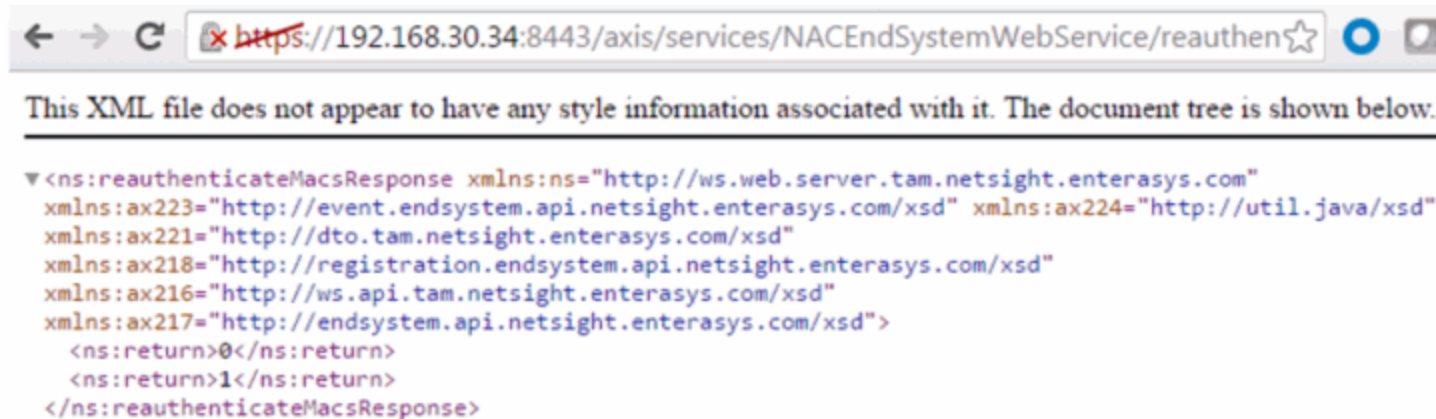 https://192.168.30.34:8443/axis/services/NACEndSystemWebService/reauthen
This XML file does not appear to have any style information associated with it. The document tree is shown below.
▼<ns:reauthenticateMacsResponse xmlns:ns="http://ws.web.server.tam.netsight.enterasys.com"
xmlns:ax223="http://event.endsystem.api.netsight.enterasys.com/xsd" xmlns:ax224="http://util.java/xsd"
xmlns:ax221="http://dto.tam.netsight.enterasys.com/xsd"
xmlns:ax218="http://registration.endsystem.api.netsight.enterasys.com/xsd"
xmlns:ax216="http://ws.api.tam.netsight.enterasys.com/xsd"
xmlns:ax217="http://endsystem.api.netsight.enterasys.com/xsd">
<ns:return>0</ns:return>
<ns:return>1</ns:return>
</ns:reauthenticateMacsResponse>